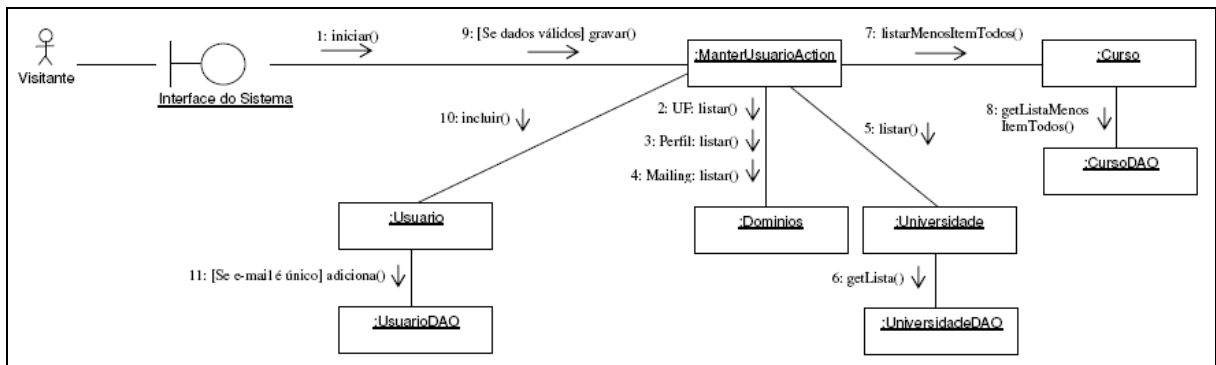 1: iniciar()
9: [Se dados válidos] gravar()
7: listarMenosItemTodos()
Visitante
Interface do Sistema
:ManterUsuarioAction
:Curso
10: incluir()
2: UF: listar()
3: Perfil: listar()
4: Mailing: listar()
5: listar()
8: getListaMenos
ItemTodos()
:CursoDAO
:Usuario
:Dominios
:Universidade
11: [Se e-mail é único] adiciona()
6: getLista()
:UsuarioDAO
:UniversidadeDAO